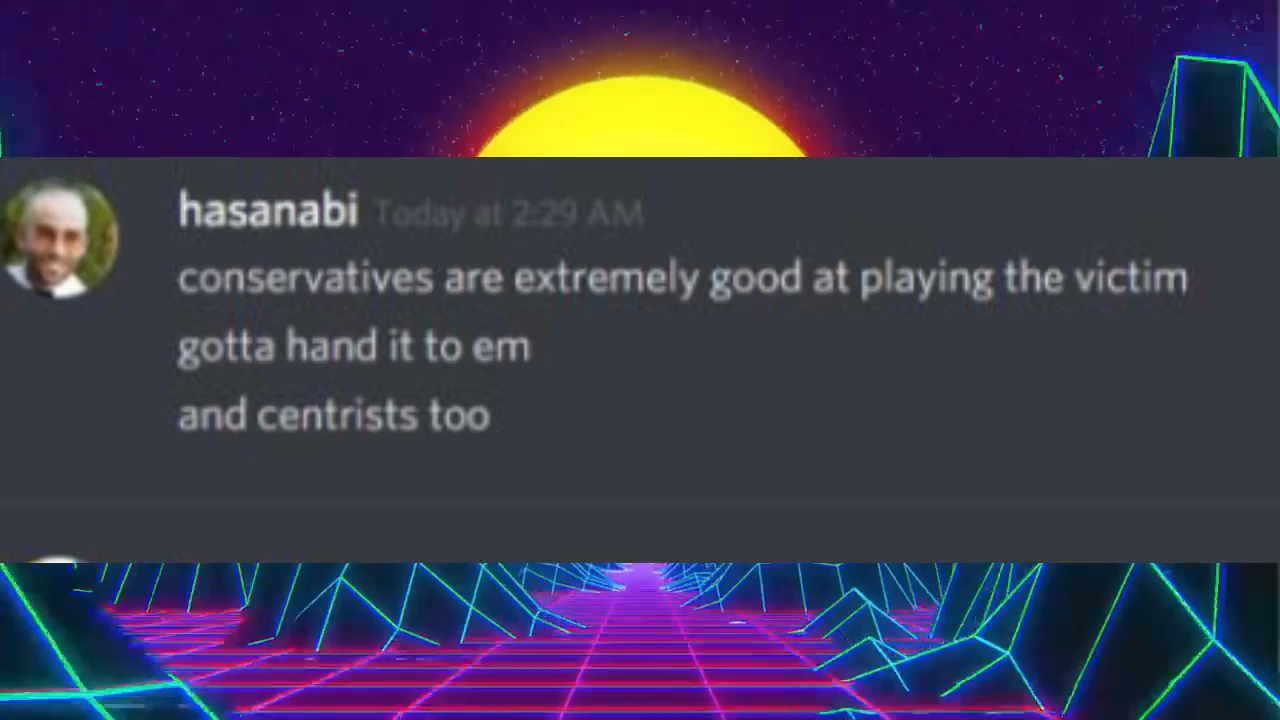 hasanabi Today at 2:29 AM
conservatives are extremely good at playing the victim
gotta hand it to em
and centrists too